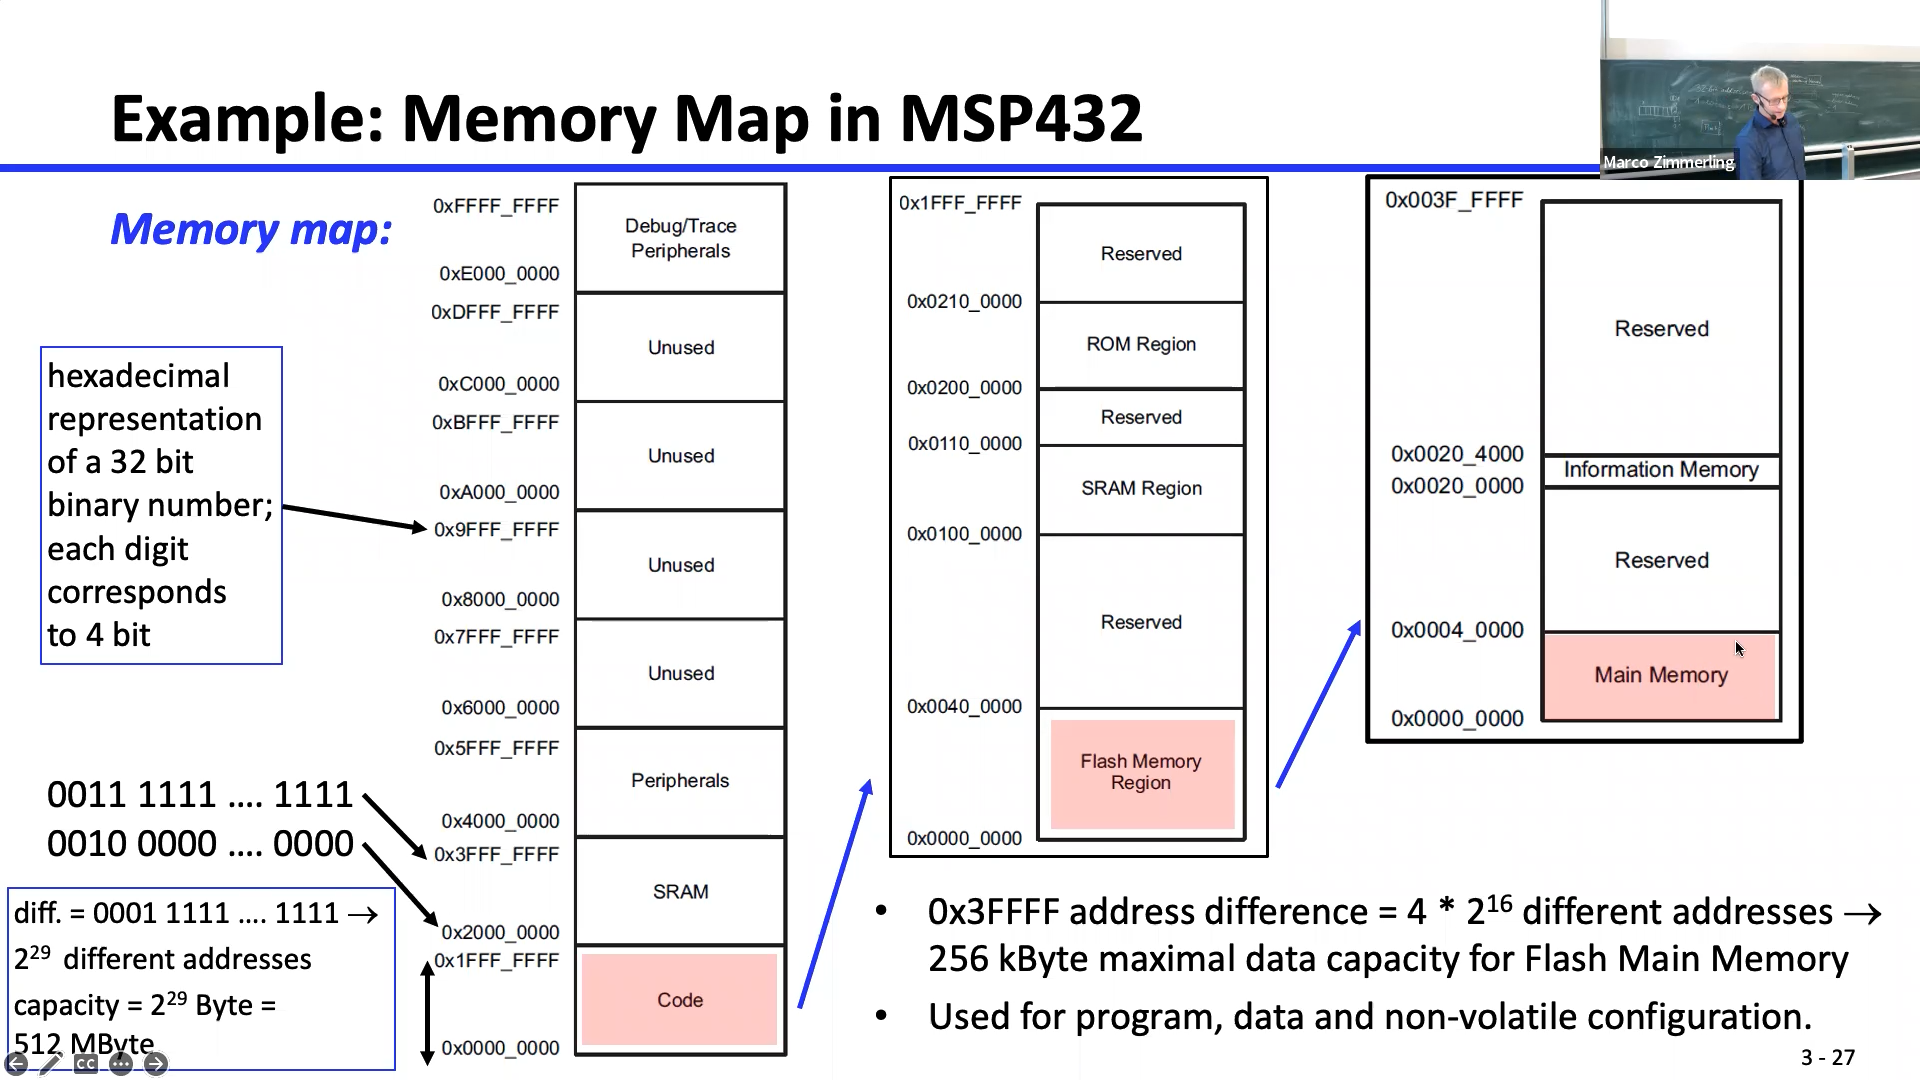 Example: Memory Map in MSP432
Marco Zimmerling
Memory map:
hexadecimal
representation
of a 32 bit
binary number;
each digit
corresponds
to 4 bit
0011 1111 .... 1111
0010 0000 .... 0000
diff. = 0001 1111 .... 1111 →
2²⁹ different addresses
capacity = 2²⁹ Byte =
512 MByte
0xFFFF_FFFF
Debug/Trace
Peripherals
0xE000_0000
0xDFFF_FFFF
Unused
0xC000_0000
0xBFFF_FFFF
Unused
0xA000_0000
0x9FFF_FFFF
Unused
0x8000_0000
0x7FFF_FFFF
Unused
0x6000_0000
0x5FFF_FFFF
Peripherals
0x4000_0000
0x3FFF_FFFF
SRAM
0x2000_0000
0x1FFF_FFFF
Code
0x0000_0000
0x1FFF_FFFF
Reserved
0x0210_0000
ROM Region
0x0200_0000
Reserved
0x0110_0000
SRAM Region
0x0100_0000
Reserved
0x0040_0000
Flash Memory
Region
0x0000_0000
0x003F_FFFF
Reserved
0x0020_4000
Information Memory
0x0020_0000
Reserved
0x0004_0000
Main Memory
0x0000_0000
• 0x3FFFF address difference = 4 * 2¹⁶ different addresses →
256 kByte maximal data capacity for Flash Main Memory
• Used for program, data and non-volatile configuration.
3 - 27
CC